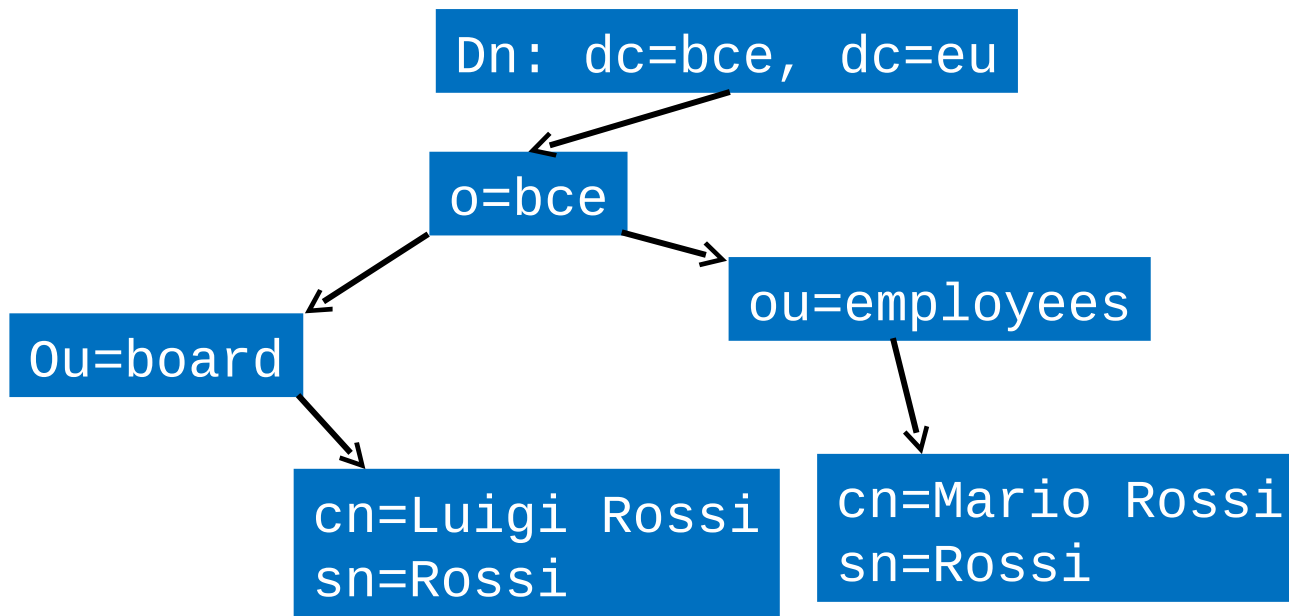 Dn: dc=bce, dc=eu
o=bce
ou=employees
Ou=board
cn=Luigi Rossi
sn=Rossi
cn=Mario Rossi
sn=Rossi